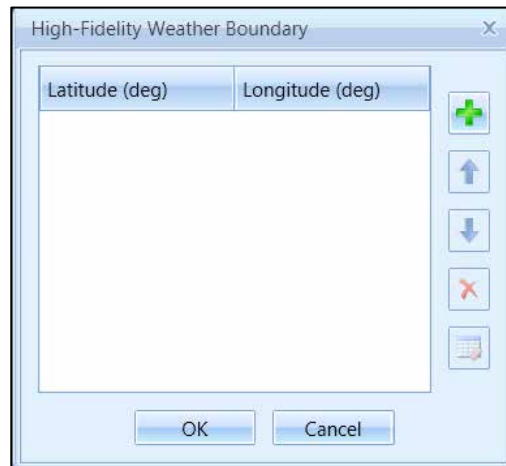 High-Fidelity Weather Boundary
Latitude (deg) Longitude (deg)
OK Cancel